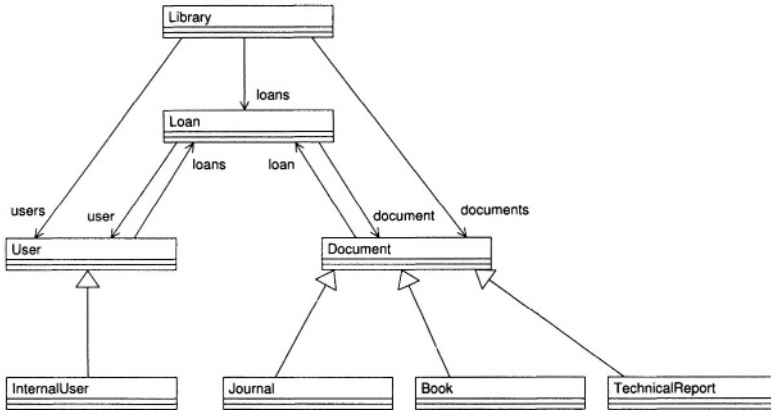 Library
loans
Loan
loans
loan
users
user
document
documents
User
Document
InternalUser
Journal
Book
TechnicalReport